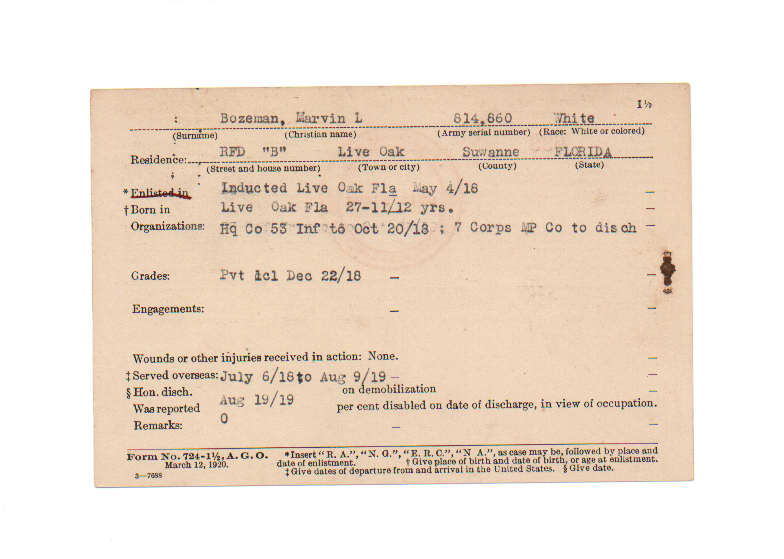 1½
: Bozeman, Marvin L 814,860 White
(Surname) (Christian name) (Army serial number) (Race: White or colored)
Residence: RFD "B" Live Oak Suwanne FLORIDA
(Street and house number) (Town or city) (County) (State)
* Enlisted in Inducted Live Oak Fla May 4/18 —
† Born in Live Oak Fla 27-11/12 yrs. —
Organizations: Hq Co 53 Inf to Oct 20/18 ; 7 Corps MP Co to disch —
Grades: Pvt 1cl Dec 22/18 — —
Engagements: — —
Wounds or other injuries received in action: None. —
‡ Served overseas: July 6/18 to Aug 9/19 — —
§ Hon. disch. Aug 19/19 on demobilization —
Was reported 0 per cent disabled on date of discharge, in view of occupation.
Remarks: — —
Form No. 724-1½, A. G. O. *Insert "R. A.", "N. G.", "E. R. C.", "N A.", as case may be, followed by place and
March 12, 1920. date of enlistment. † Give place of birth and date of birth, or age at enlistment.
3—7688 ‡ Give dates of departure from and arrival in the United States. § Give date.